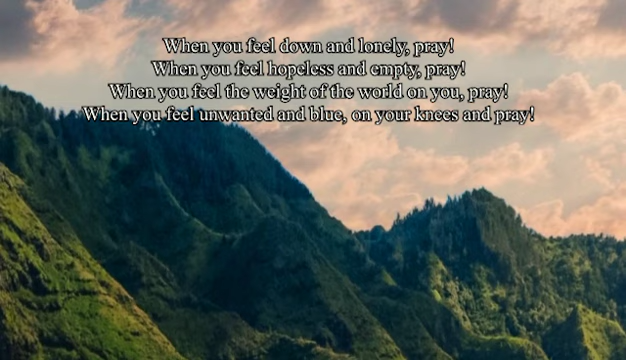 When you feel down and lonely, pray!
When you feel hopeless and empty, pray!
When you feel the weight of the world on you, pray!
When you feel unwanted and blue, on your knees and pray!